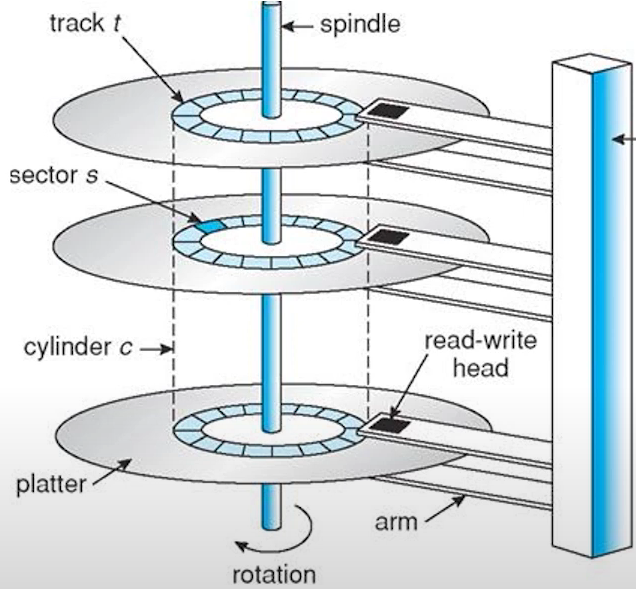 track t
spindle
sector s
cylinder c
read-write
head
platter
arm
rotation